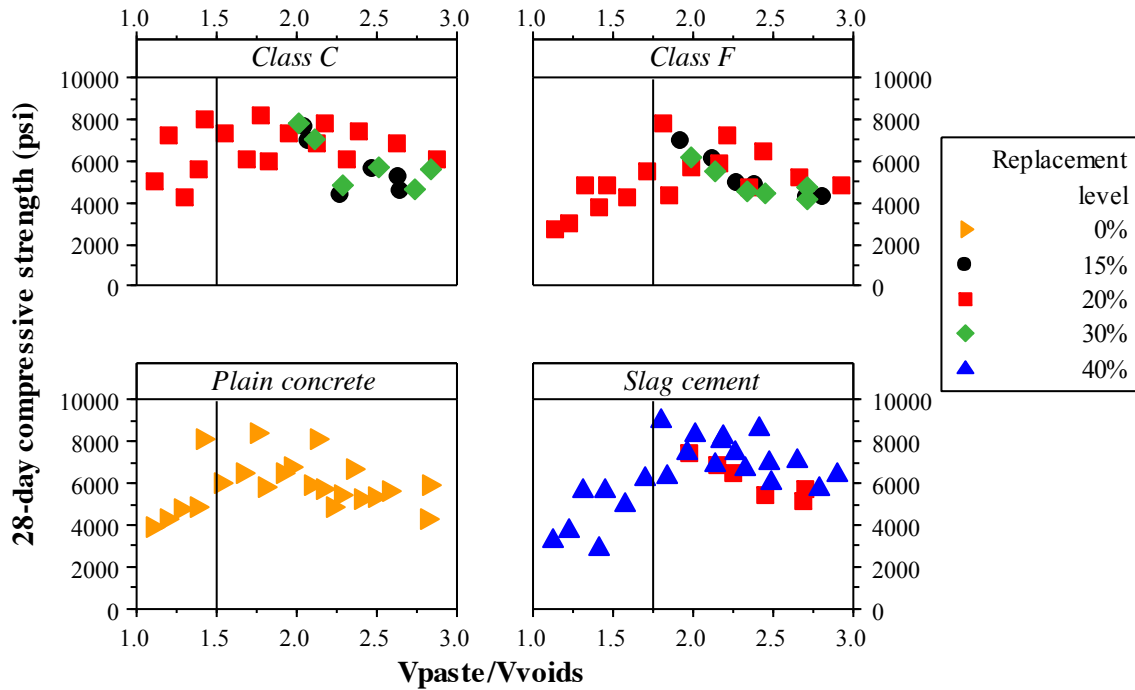 1.0 1.5 2.0 2.5 3.0 1.0 1.5 2.0 2.5 3.0
Class C Class F
10000 10000
8000 8000
6000 6000
4000 4000
2000 2000
0 0
28-day compressive strength (psi)
Replacement
level
0%
15%
20%
30%
40%
Plain concrete Slag cement
10000 10000
8000 8000
6000 6000
4000 4000
2000 2000
0 0
1.0 1.5 2.0 2.5 3.0 1.0 1.5 2.0 2.5 3.0
Vpaste/Vvoids